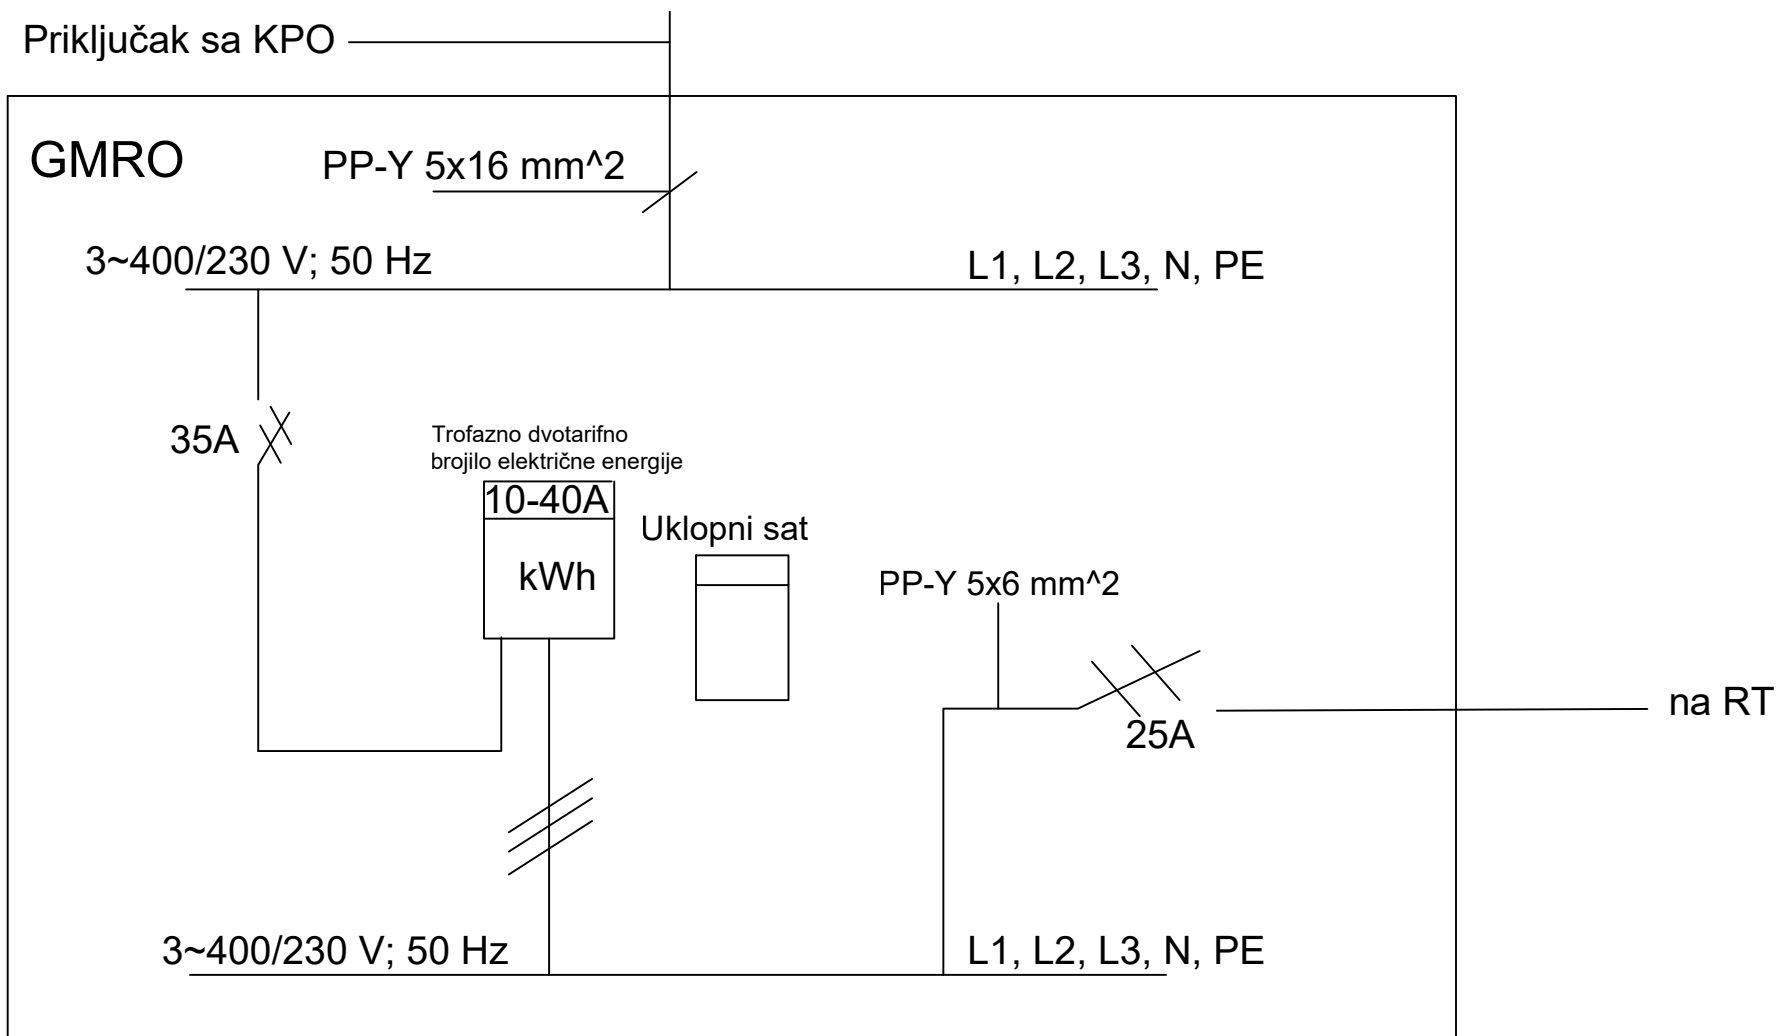 Priključak sa KPO
GMRO
PP-Y 5x16 mm^2
3~400/230 V; 50 Hz
L1, L2, L3, N, PE
35A
Trofazno dvotarifno
brojilo električne energije
10-40A
kWh
Uklopni sat
PP-Y 5x6 mm^2
25A
na RT
3~400/230 V; 50 Hz
L1, L2, L3, N, PE